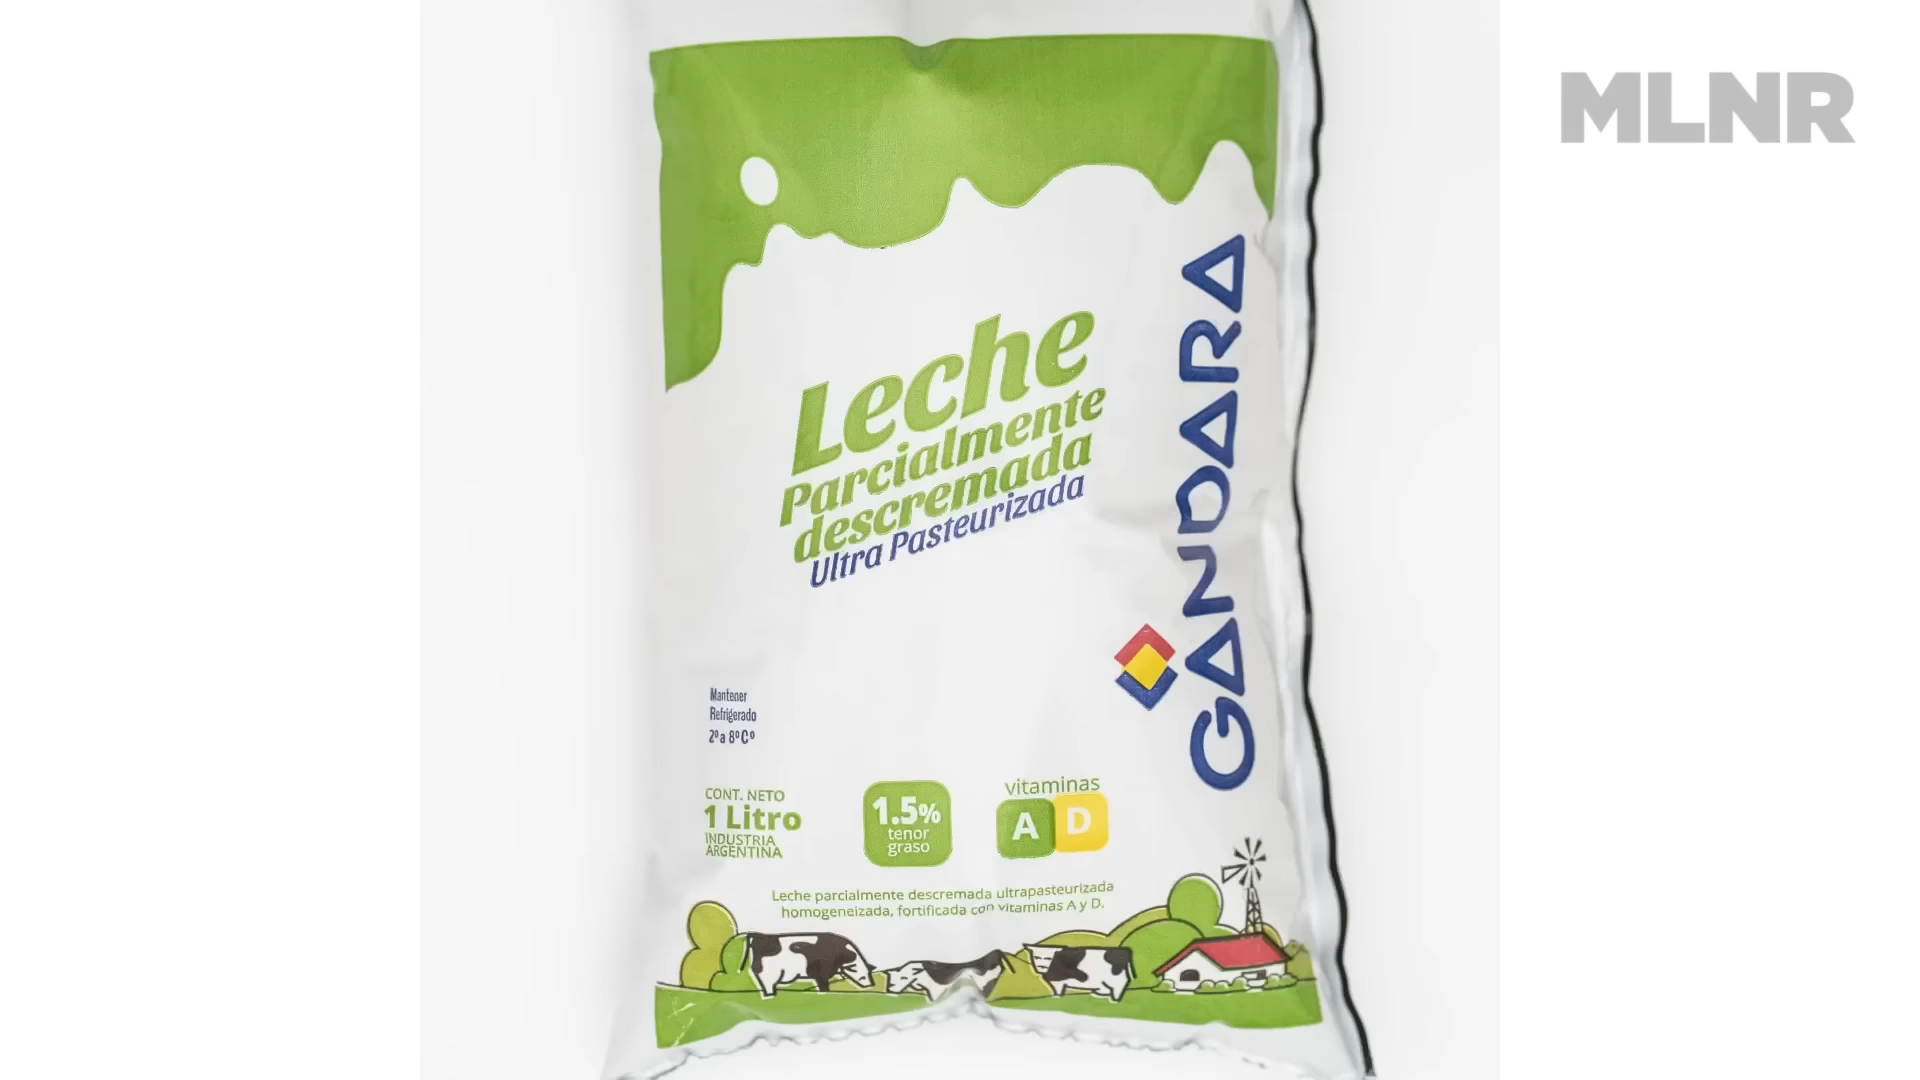 MLNR
Leche
Parcialmente
descremada
Ultra Pasteurizada
GANDARA
Mantener
Refrigerado
2º a 8ºCº
CONT. NETO
1 Litro
INDUSTRIA
ARGENTINA
1.5%
tenor
graso
vitaminas
A D
Leche parcialmente descremada ultrapasteurizada
homogeneizada, fortificada con vitaminas A y D.